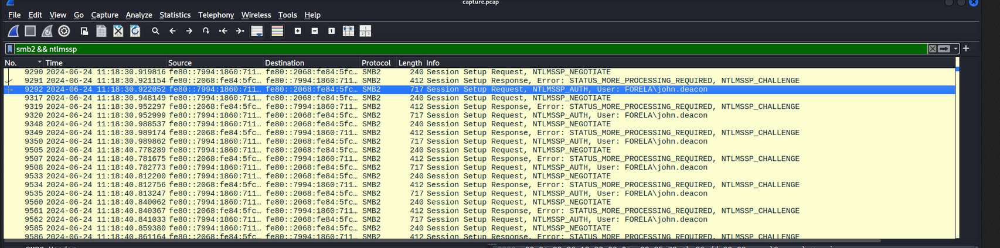 capture.pcap
File Edit View Go Capture Analyze Statistics Telephony Wireless Tools Help
smb2 && ntlmssp
No. Time Source Destination Protocol Length Info
9290 2024-06-24 11:18:30.919816 fe80::7994:1860:711… fe80::2068:fe84:5fc… SMB2 240 Session Setup Request, NTLMSSP_NEGOTIATE
9291 2024-06-24 11:18:30.921154 fe80::2068:fe84:5fc… fe80::7994:1860:711… SMB2 412 Session Setup Response, Error: STATUS_MORE_PROCESSING_REQUIRED, NTLMSSP_CHALLENGE
9292 2024-06-24 11:18:30.922052 fe80::7994:1860:711… fe80::2068:fe84:5fc… SMB2 717 Session Setup Request, NTLMSSP_AUTH, User: FORELA\john.deacon
9317 2024-06-24 11:18:30.948149 fe80::7994:1860:711… fe80::2068:fe84:5fc… SMB2 240 Session Setup Request, NTLMSSP_NEGOTIATE
9319 2024-06-24 11:18:30.952297 fe80::2068:fe84:5fc… fe80::7994:1860:711… SMB2 412 Session Setup Response, Error: STATUS_MORE_PROCESSING_REQUIRED, NTLMSSP_CHALLENGE
9320 2024-06-24 11:18:30.952999 fe80::7994:1860:711… fe80::2068:fe84:5fc… SMB2 717 Session Setup Request, NTLMSSP_AUTH, User: FORELA\john.deacon
9348 2024-06-24 11:18:30.988537 fe80::7994:1860:711… fe80::2068:fe84:5fc… SMB2 240 Session Setup Request, NTLMSSP_NEGOTIATE
9349 2024-06-24 11:18:30.989174 fe80::2068:fe84:5fc… fe80::7994:1860:711… SMB2 412 Session Setup Response, Error: STATUS_MORE_PROCESSING_REQUIRED, NTLMSSP_CHALLENGE
9350 2024-06-24 11:18:30.989862 fe80::7994:1860:711… fe80::2068:fe84:5fc… SMB2 717 Session Setup Request, NTLMSSP_AUTH, User: FORELA\john.deacon
9505 2024-06-24 11:18:40.778289 fe80::7994:1860:711… fe80::2068:fe84:5fc… SMB2 240 Session Setup Request, NTLMSSP_NEGOTIATE
9507 2024-06-24 11:18:40.781675 fe80::2068:fe84:5fc… fe80::7994:1860:711… SMB2 412 Session Setup Response, Error: STATUS_MORE_PROCESSING_REQUIRED, NTLMSSP_CHALLENGE
9508 2024-06-24 11:18:40.782773 fe80::7994:1860:711… fe80::2068:fe84:5fc… SMB2 717 Session Setup Request, NTLMSSP_AUTH, User: FORELA\john.deacon
9533 2024-06-24 11:18:40.812200 fe80::7994:1860:711… fe80::2068:fe84:5fc… SMB2 240 Session Setup Request, NTLMSSP_NEGOTIATE
9534 2024-06-24 11:18:40.812756 fe80::2068:fe84:5fc… fe80::7994:1860:711… SMB2 412 Session Setup Response, Error: STATUS_MORE_PROCESSING_REQUIRED, NTLMSSP_CHALLENGE
9535 2024-06-24 11:18:40.813247 fe80::7994:1860:711… fe80::2068:fe84:5fc… SMB2 717 Session Setup Request, NTLMSSP_AUTH, User: FORELA\john.deacon
9560 2024-06-24 11:18:40.840062 fe80::7994:1860:711… fe80::2068:fe84:5fc… SMB2 240 Session Setup Request, NTLMSSP_NEGOTIATE
9561 2024-06-24 11:18:40.840367 fe80::2068:fe84:5fc… fe80::7994:1860:711… SMB2 412 Session Setup Response, Error: STATUS_MORE_PROCESSING_REQUIRED, NTLMSSP_CHALLENGE
9562 2024-06-24 11:18:40.841033 fe80::7994:1860:711… fe80::2068:fe84:5fc… SMB2 717 Session Setup Request, NTLMSSP_AUTH, User: FORELA\john.deacon
9585 2024-06-24 11:18:40.859380 fe80::7994:1860:711… fe80::2068:fe84:5fc… SMB2 240 Session Setup Request, NTLMSSP_NEGOTIATE
9586 2024-06-24 11:18:40.861164 fe80::2068:fe84:5fc… fe80::7994:1860:711… SMB2 412 Session Setup Response, Error: STATUS_MORE_PROCESSING_REQUIRED, NTLMSSP_CHALLENGE